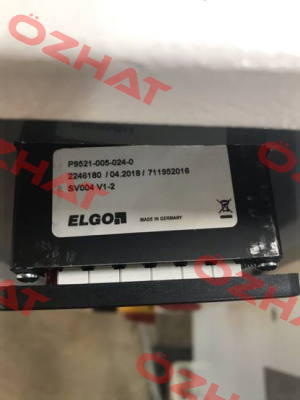 ÖZHAT
P9521-005-024-0
2246180 / 04.2018 / 711952016
SV004 V1-2
ELGO
MADE IN GERMANY
ÖZHAT
ÖZHAT
ÖZHAT
ÖZHAT